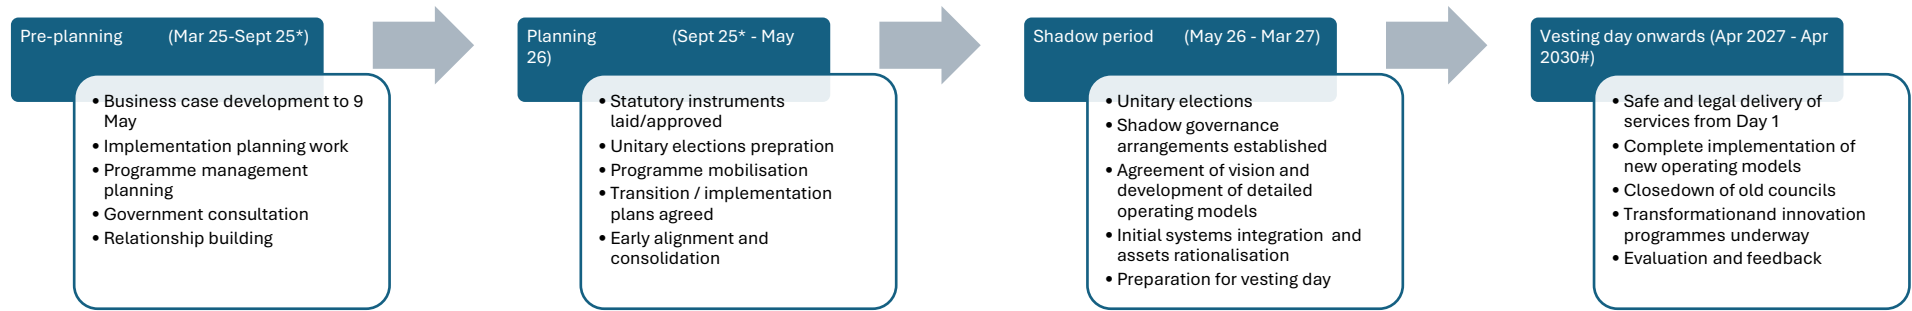 Pre-planning (Mar 25-Sept 25*)
• Business case development to 9
May
• Implementation planning work
• Programme management
planning
• Government consultation
• Relationship building
Planning (Sept 25* - May
26)
• Statutory instruments
laid/approved
• Unitary elections prepration
• Programme mobilisation
• Transition / implementation
plans agreed
• Early alignment and
consolidation
Shadow period (May 26 - Mar 27)
• Unitary elections
• Shadow governance
arrangements established
• Agreement of vision and
development of detailed
operating models
• Initial systems integration and
assets rationalisation
• Preparation for vesting day
Vesting day onwards (Apr 2027 - Apr
2030#)
• Safe and legal delivery of
services from Day 1
• Complete implementation of
new operating models
• Closedown of old councils
• Transformationand innovation
programmes underway
• Evaluation and feedback